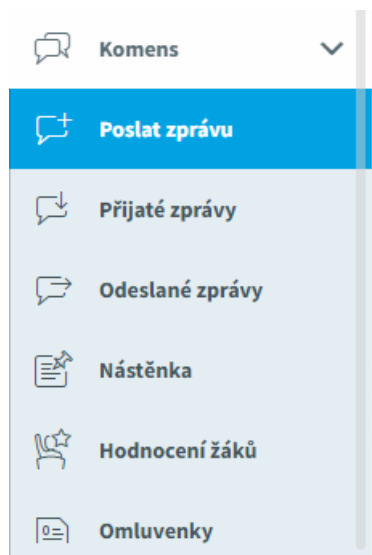 Komens
Poslat zprávu
Přijaté zprávy
Odeslané zprávy
Nástěnka
Hodnocení žáků
Omluvenky